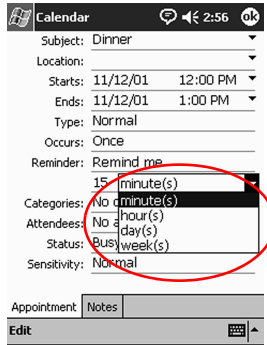 Calendar 2:56 ok
Subject: Dinner
Location:
Starts: 11/12/01 12:00 PM
Ends: 11/12/01 1:00 PM
Type: Normal
Occurs: Once
Reminder: Remind me
15 minute(s)
minute(s)
Categories: No
hour(s)
Attendees: No
day(s)
Status: Busy
week(s)
Sensitivity: Normal
Appointment Notes
Edit